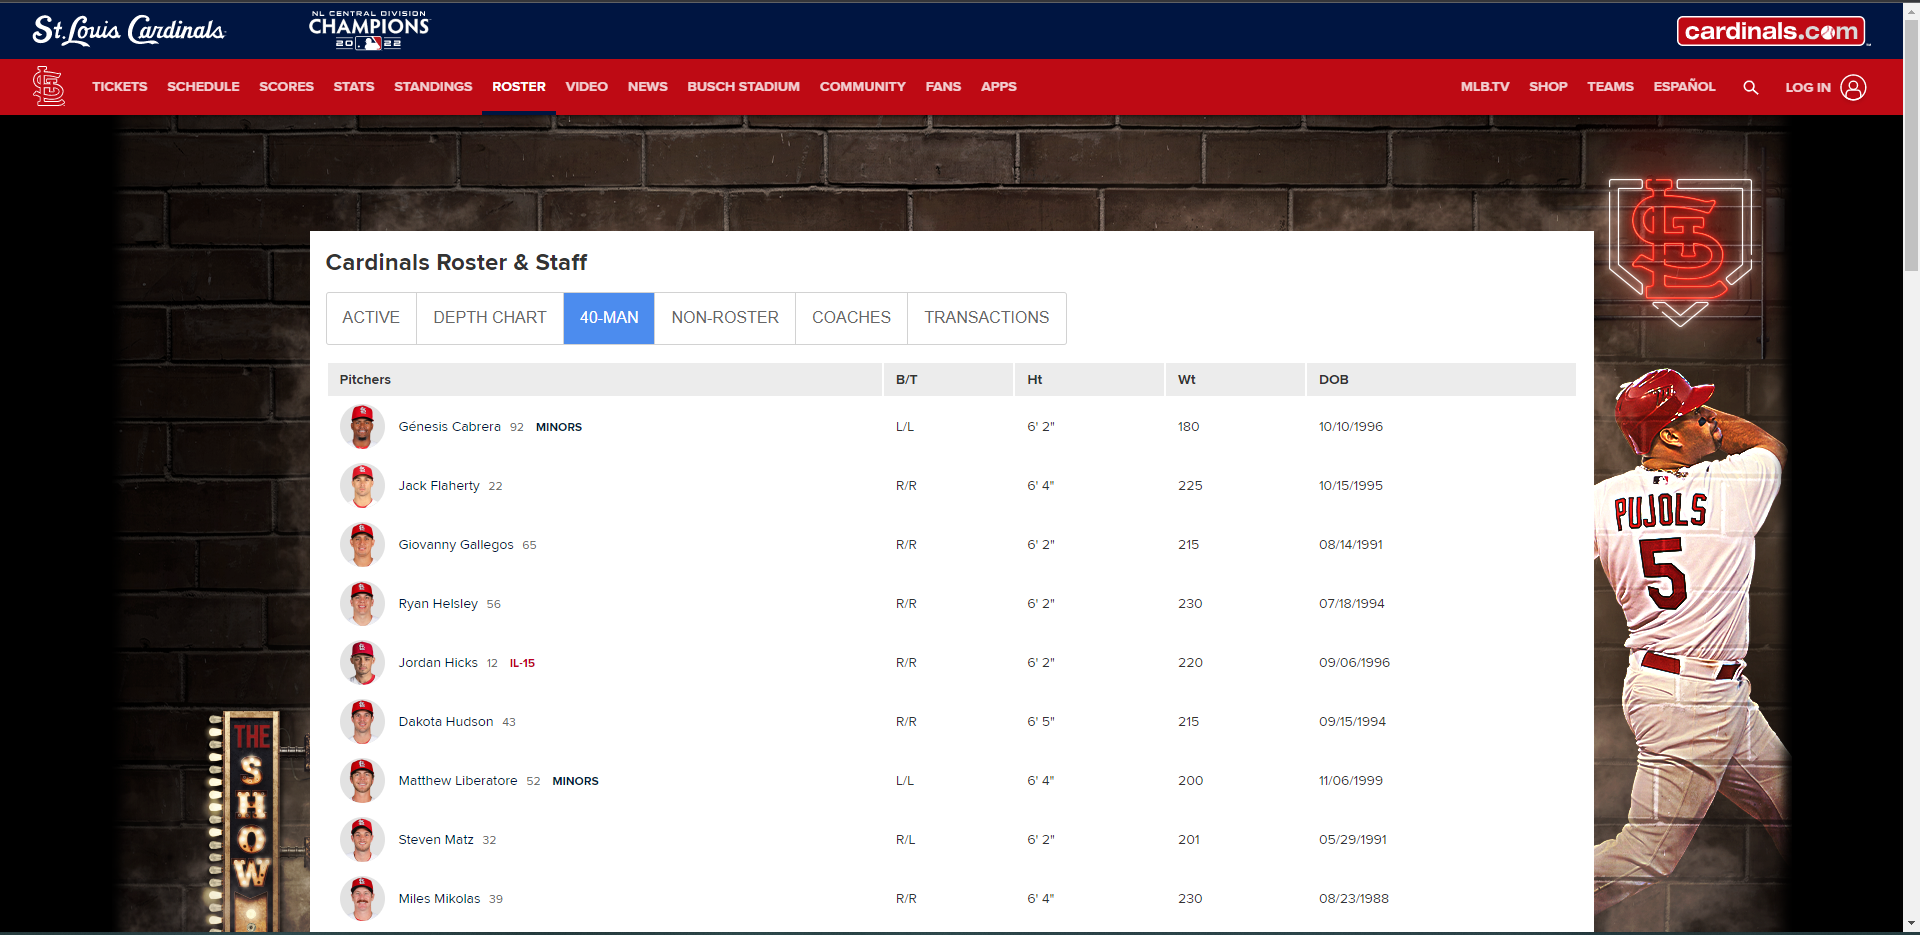 St. Louis Cardinals
NL CENTRAL DIVISION
CHAMPIONS
2022
cardinals.com
TICKETS SCHEDULE SCORES STATS STANDINGS ROSTER VIDEO NEWS BUSCH STADIUM COMMUNITY FANS APPS MLB.TV SHOP TEAMS ESPAÑOL LOG IN
Cardinals Roster & Staff
ACTIVE DEPTH CHART 40-MAN NON-ROSTER COACHES TRANSACTIONS
Pitchers B/T Ht Wt DOB
Génesis Cabrera 92 MINORS L/L 6' 2" 180 10/10/1996
Jack Flaherty 22 R/R 6' 4" 225 10/15/1995
Giovanny Gallegos 65 R/R 6' 2" 215 08/14/1991
Ryan Helsley 56 R/R 6' 2" 230 07/18/1994
Jordan Hicks 12 IL-15 R/R 6' 2" 220 09/06/1996
Dakota Hudson 43 R/R 6' 5" 215 09/15/1994
Matthew Liberatore 52 MINORS L/L 6' 4" 200 11/06/1999
Steven Matz 32 R/L 6' 2" 201 05/29/1991
Miles Mikolas 39 R/R 6' 4" 230 08/23/1988
PUJOLS
5
THE
SHOW